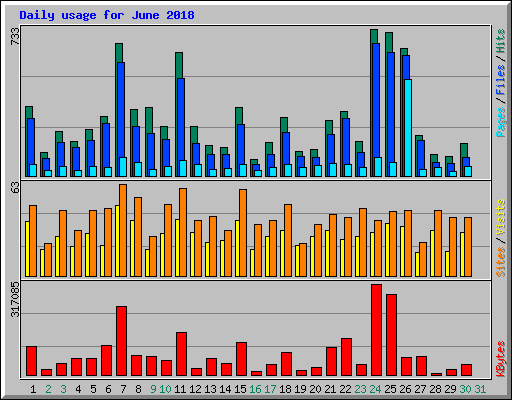 Daily usage for June 2018
733
Pages / Files / Hits
63
Sites / Visits
317085
KBytes
1 2 3 4 5 6 7 8 9 10 11 12 13 14 15 16 17 18 19 20 21 22 23 24 25 26 27 28 29 30 31